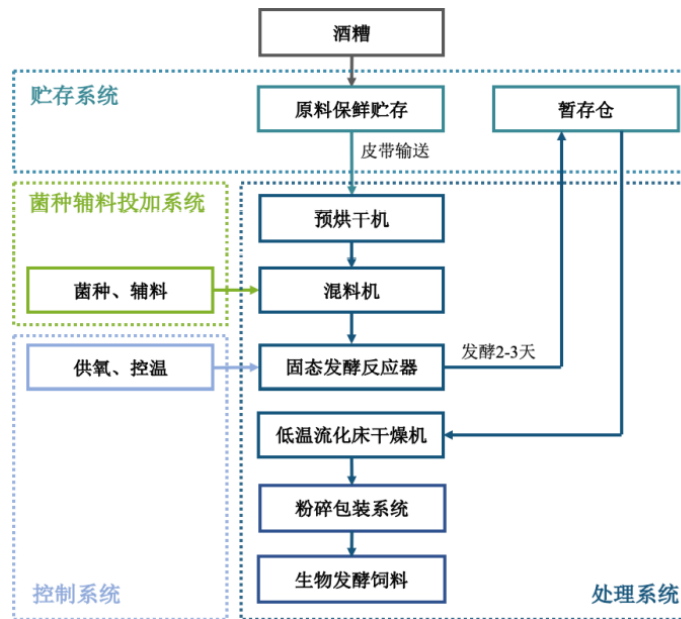 酒糟
贮存系统
原料保鲜贮存
暂存仓
皮带输送
菌种辅料投加系统
预烘干机
菌种、辅料
混料机
供氧、控温
固态发酵反应器
发酵2-3天
低温流化床干燥机
粉碎包装系统
生物发酵饲料
控制系统
处理系统